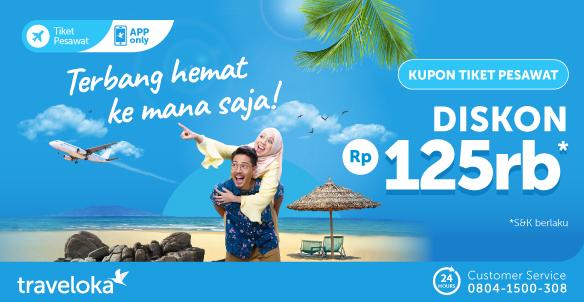 Tiket
Pesawat
APP
only
Terbang hemat
ke mana saja!
KUPON TIKET PESAWAT
DISKON
Rp 125rb*
*S&K berlaku
traveloka
24
HOURS
Customer Service
0804-1500-308